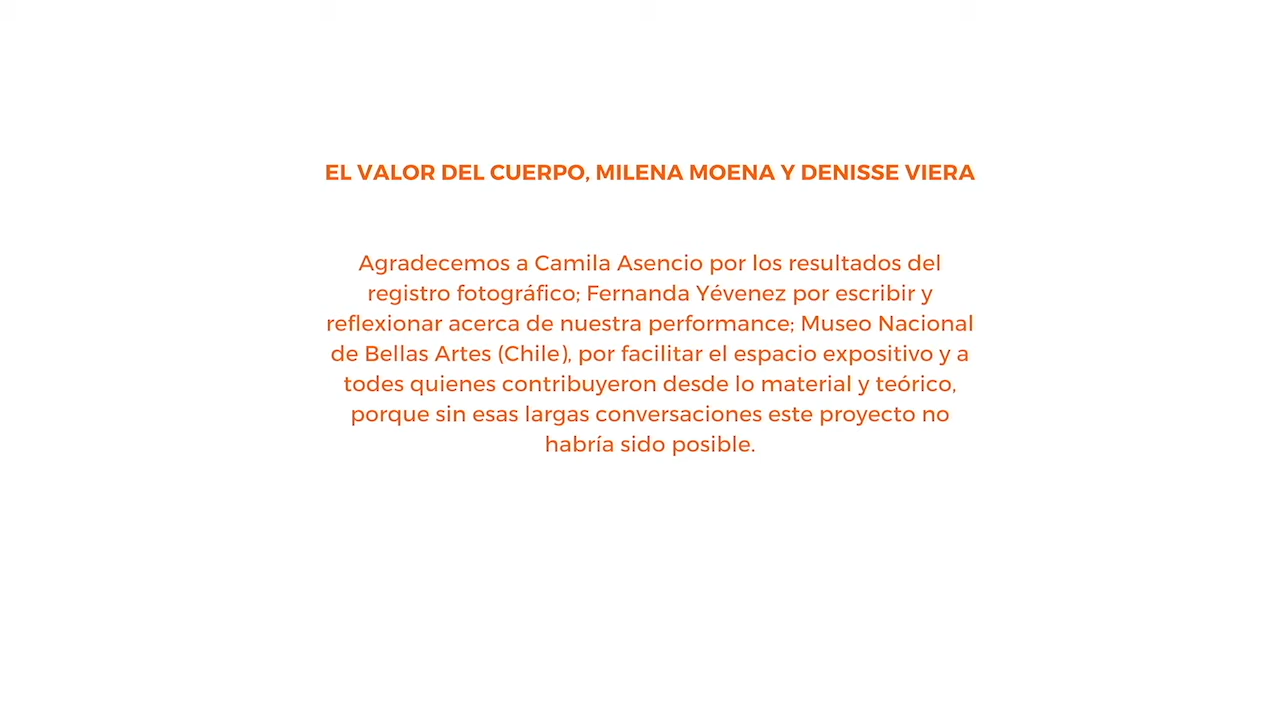 EL VALOR DEL CUERPO, MILENA MOENA Y DENISSE VIERA
Agradecemos a Camila Asencio por los resultados del
registro fotográfico; Fernanda Yévenez por escribir y
reflexionar acerca de nuestra performance; Museo Nacional
de Bellas Artes (Chile), por facilitar el espacio expositivo y a
todes quienes contribuyeron desde lo material y teórico,
porque sin esas largas conversaciones este proyecto no
habría sido posible.